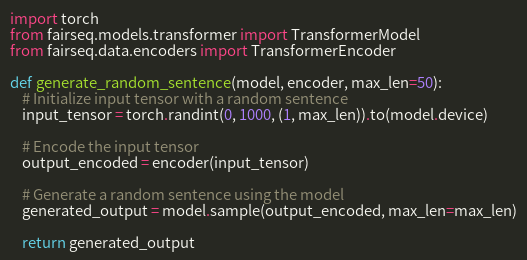 import torch
from fairseq.models.transformer import TransformerModel
from fairseq.data.encoders import TransformerEncoder

def generate_random_sentence(model, encoder, max_len=50):
    # Initialize input tensor with a random sentence
    input_tensor = torch.randint(0, 1000, (1, max_len)).to(model.device)

    # Encode the input tensor
    output_encoded = encoder(input_tensor)

    # Generate a random sentence using the model
    generated_output = model.sample(output_encoded, max_len=max_len)

    return generated_output